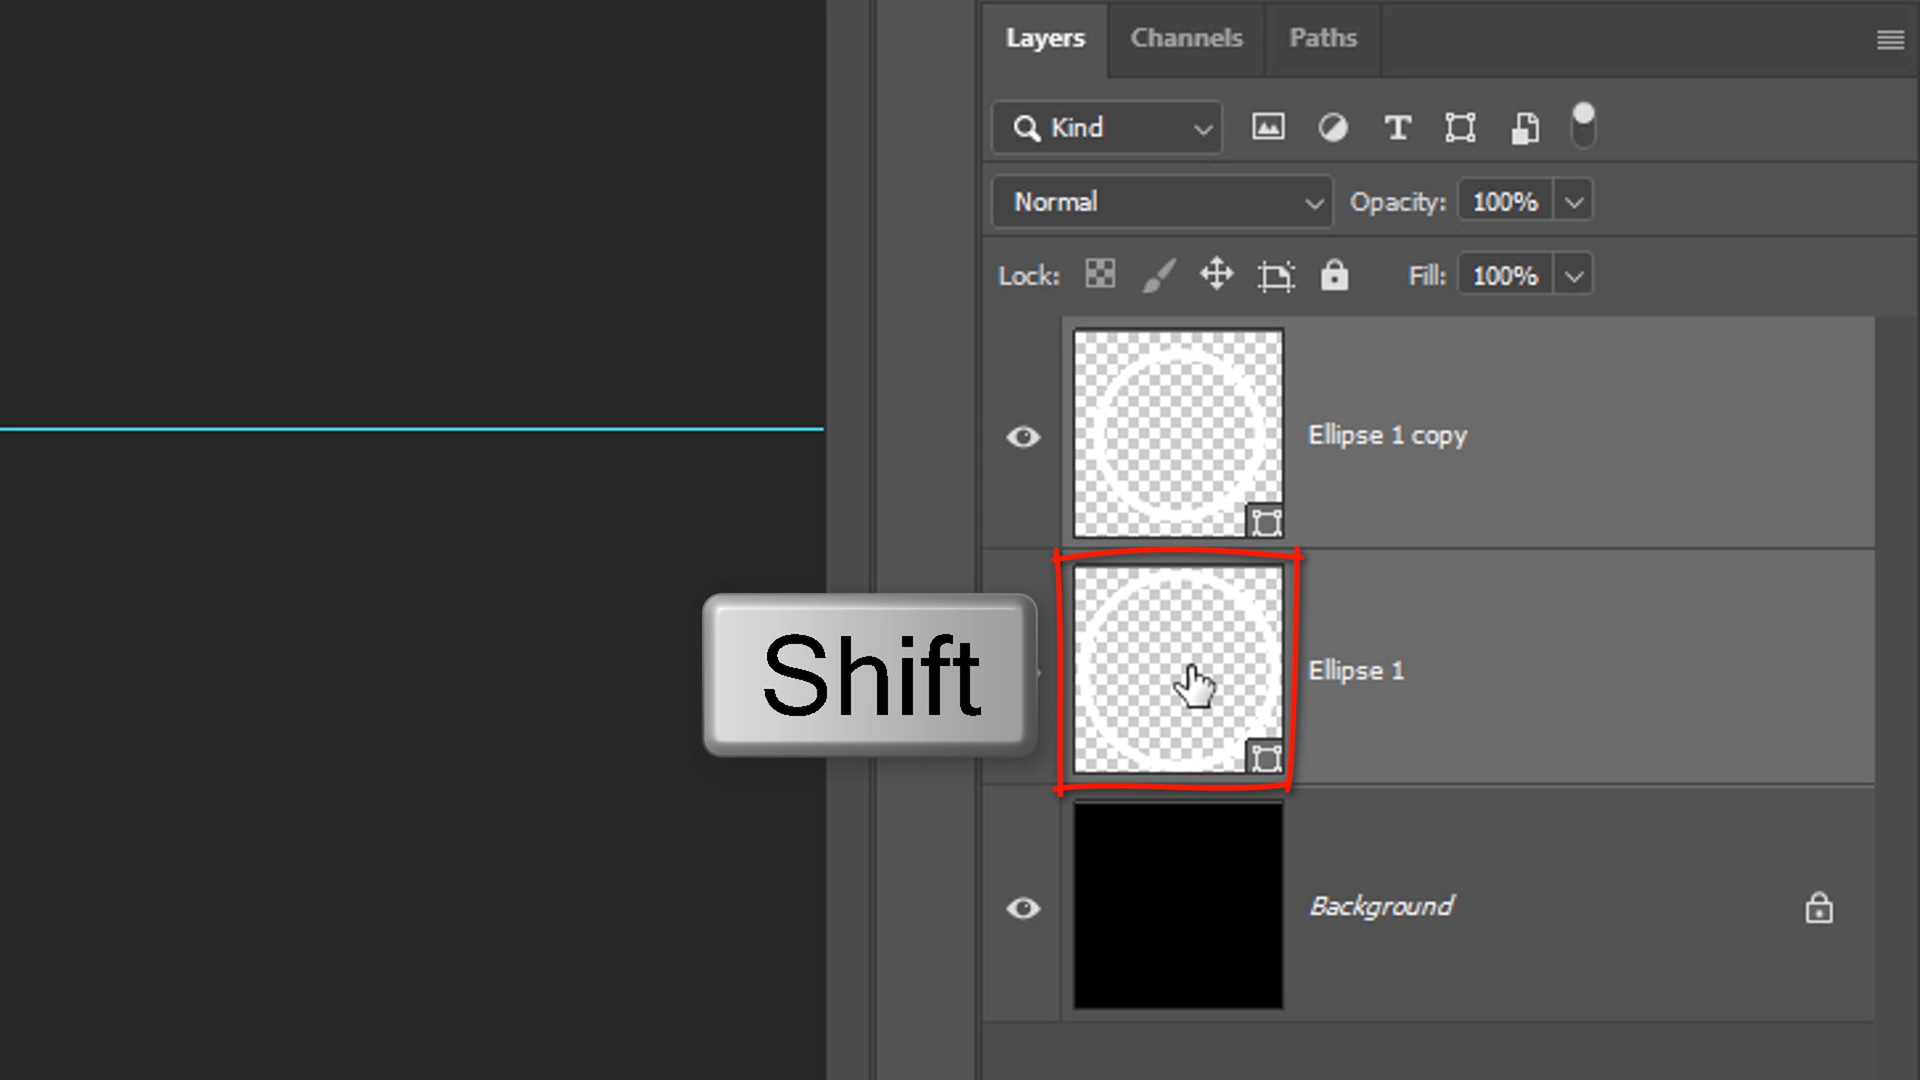 Layers Channels Paths
Kind T
Normal Opacity: 100%
Lock: Fill: 100%
Ellipse 1 copy
Shift
Ellipse 1
Background